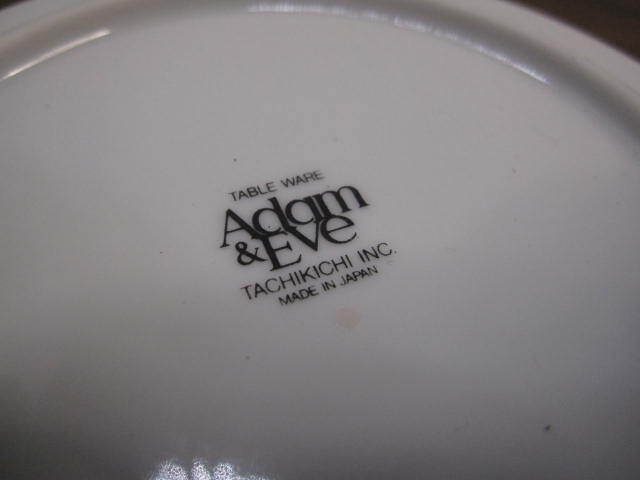 TABLE WARE
Adam
&Eve
TACHIKICHI INC.
MADE IN JAPAN